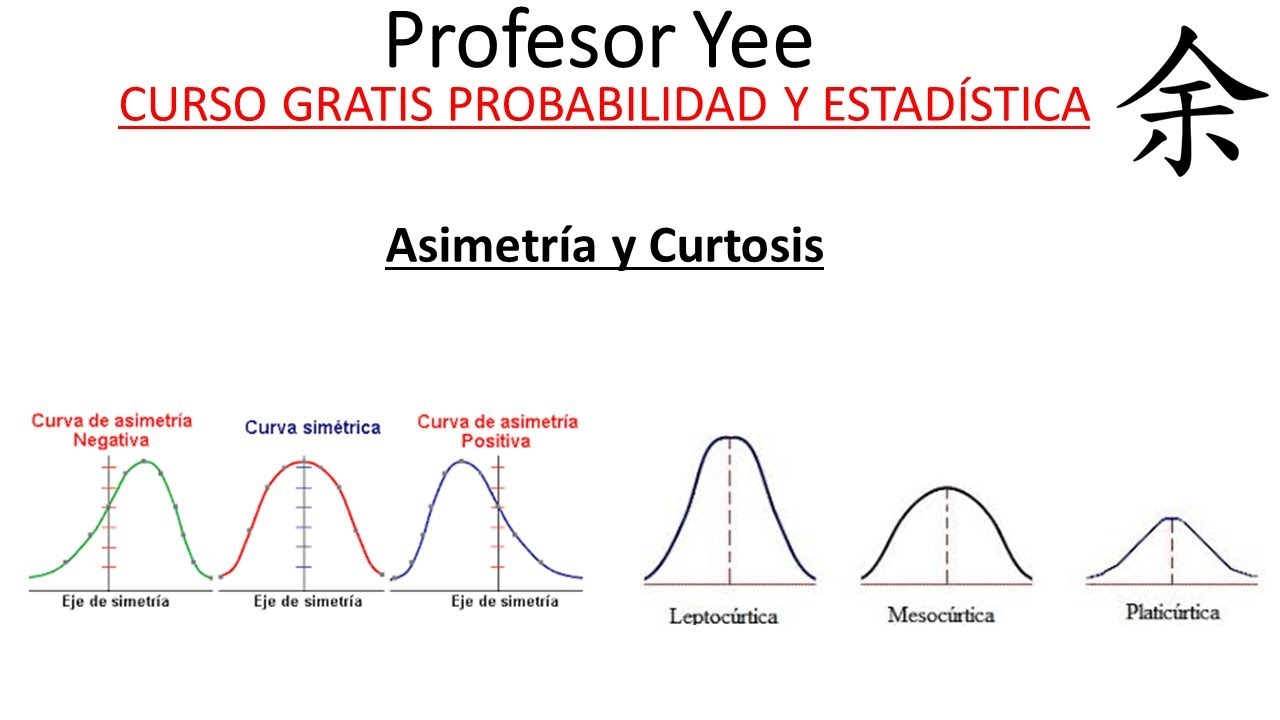 Profesor Yee
CURSO GRATIS PROBABILIDAD Y ESTADÍSTICA
余
Asimetría y Curtosis
Curva de asimetría
Negativa
Curva simétrica
Curva de asimetría
Positiva
Eje de simetría
Eje de simetría
Eje de simetría
Leptocúrtica
Mesocúrtica
Platicúrtica